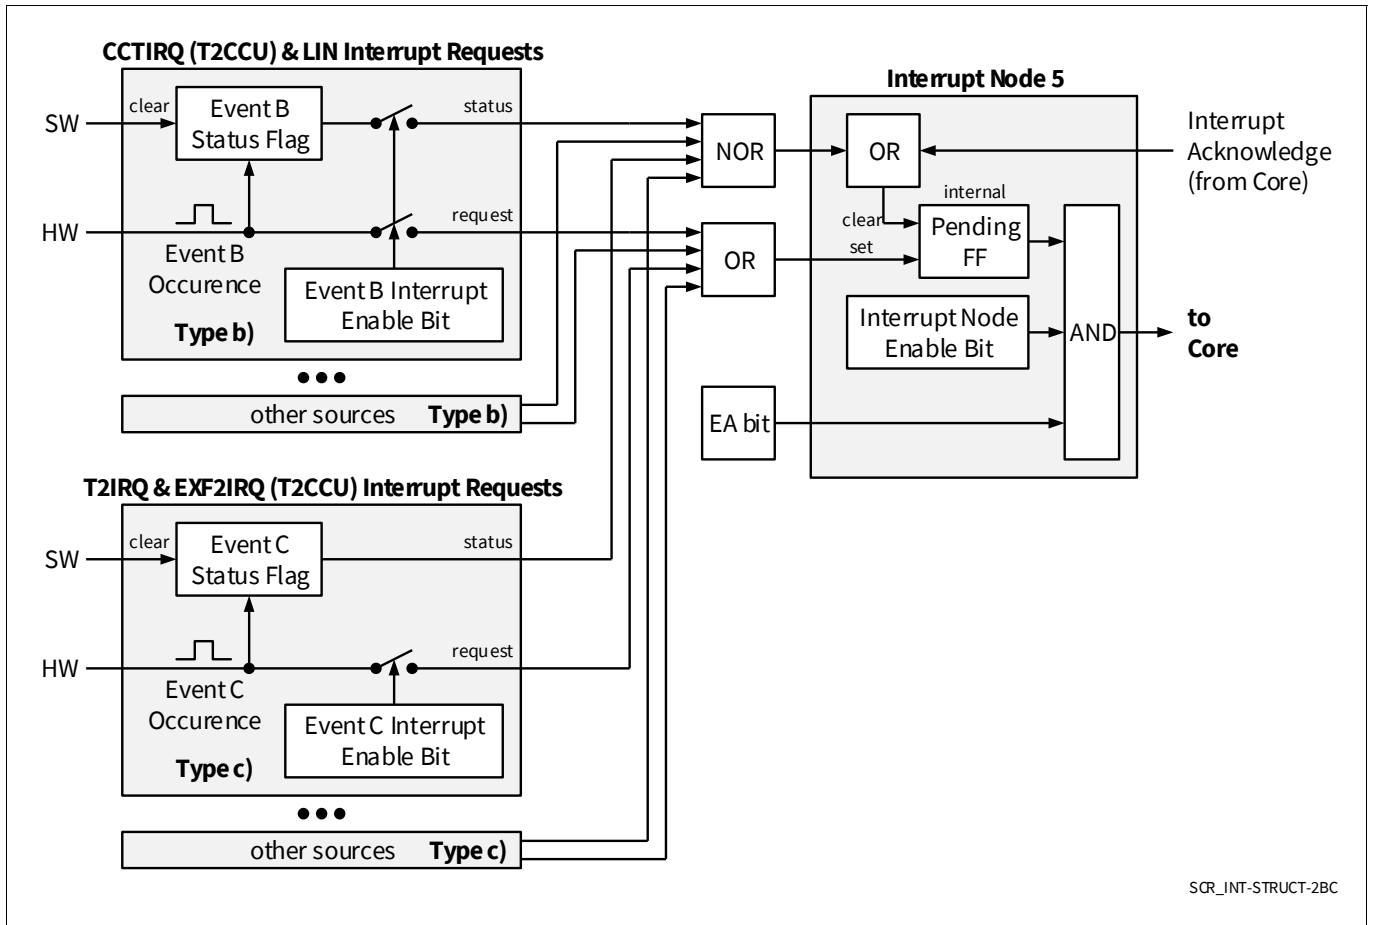 CCTIRQ (T2CCU) & LIN Interrupt Requests
SW
clear
Event B
Status Flag
status
HW
request
Event B
Occurence
Event B Interrupt
Enable Bit
Type b)
other sources Type b)
T2IRQ & EXF2IRQ (T2CCU) Interrupt Requests
SW
clear
Event C
Status Flag
status
HW
request
Event C
Occurence
Event C Interrupt
Enable Bit
Type c)
other sources Type c)
NOR
OR
EA bit
Interrupt Node 5
OR
internal
clear
set
Pending
FF
Interrupt Node
Enable Bit
AND
Interrupt
Acknowledge
(from Core)
to
Core
SCR_INT-STRUCT-2BC